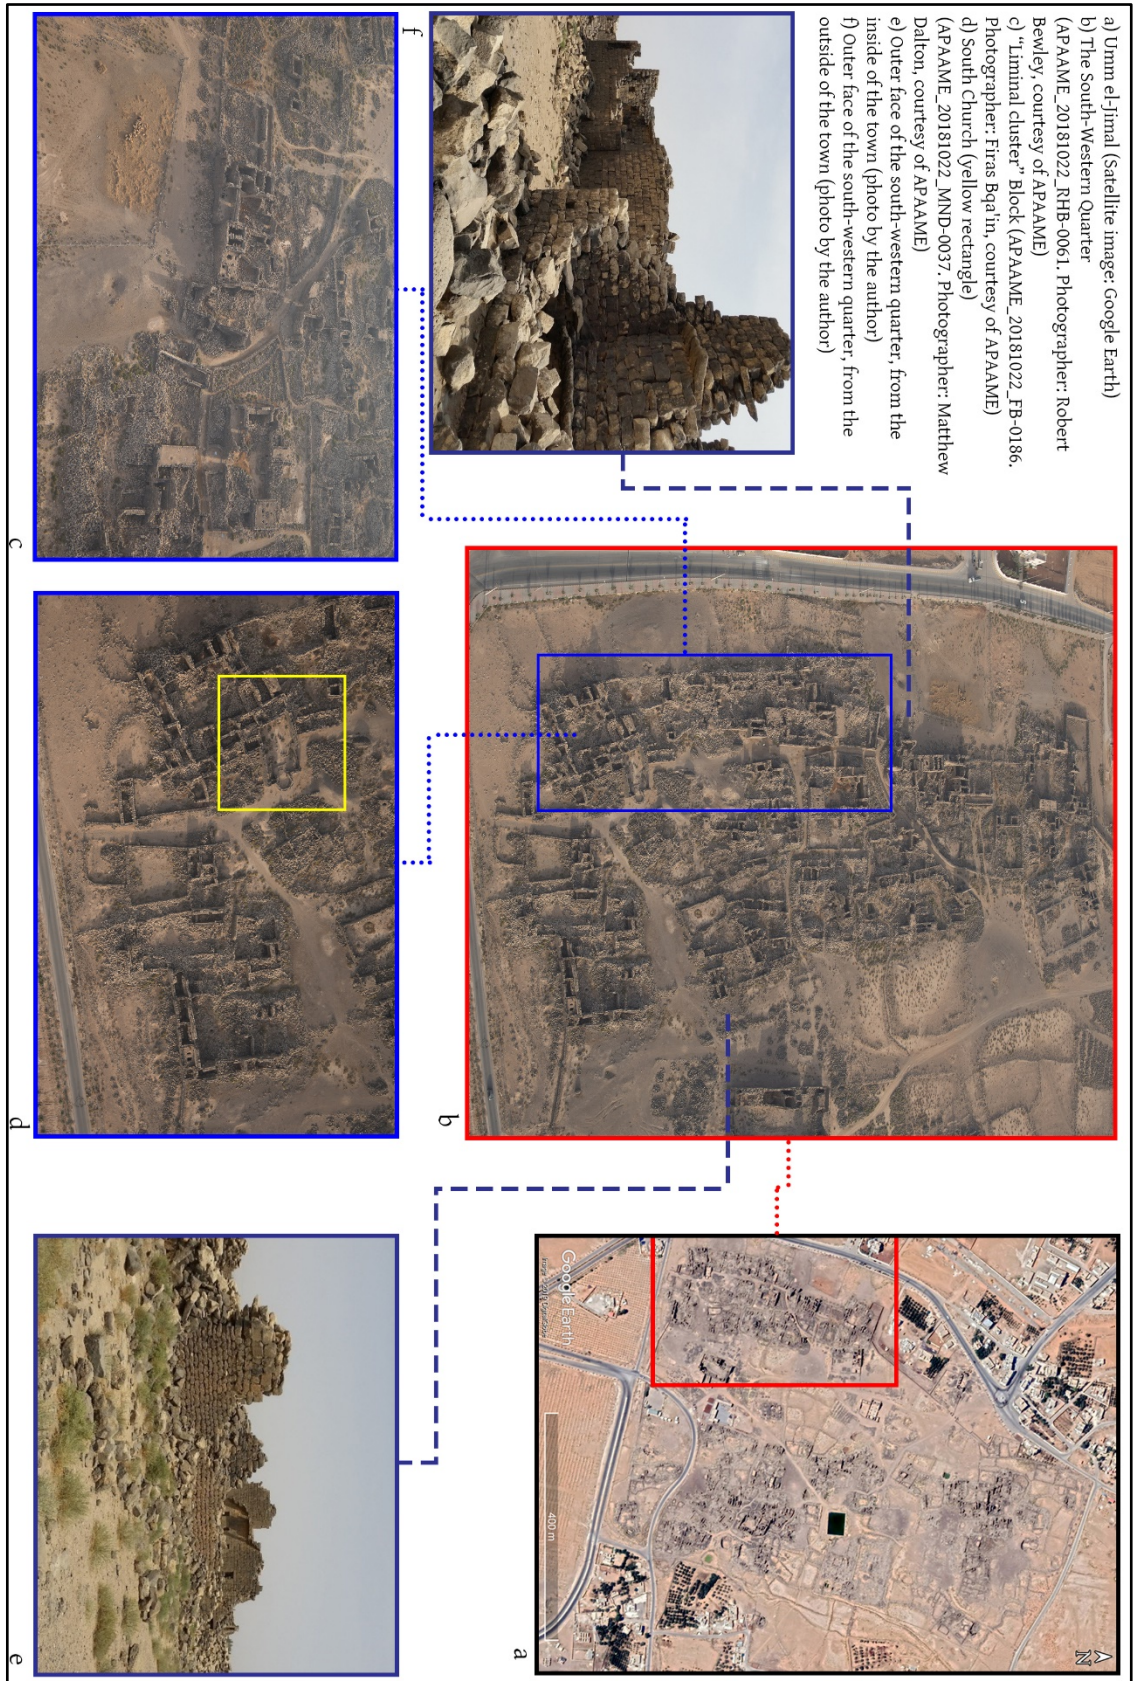 a) Umm el-Jimal (Satellite image: Google Earth)
b) The South-Western Quarter
(APAAME_20181022_RHB-0061. Photographer: Robert
Bewley, courtesy of APAAME)
c) "Liminal cluster" Block (APAAME_20181022_FB-0186.
Photographer: Firas Bqa'in, courtesy of APAAME)
d) South Church (yellow rectangle)
(APAAME_20181022_MND-0037. Photographer: Matthew
Dalton, courtesy of APAAME)
e) Outer face of the south-western quarter, from the
inside of the town (photo by the author)
f) Outer face of the south-western quarter, from the
outside of the town (photo by the author)
f
b
a
N
Google Earth
400 m
c
d
e